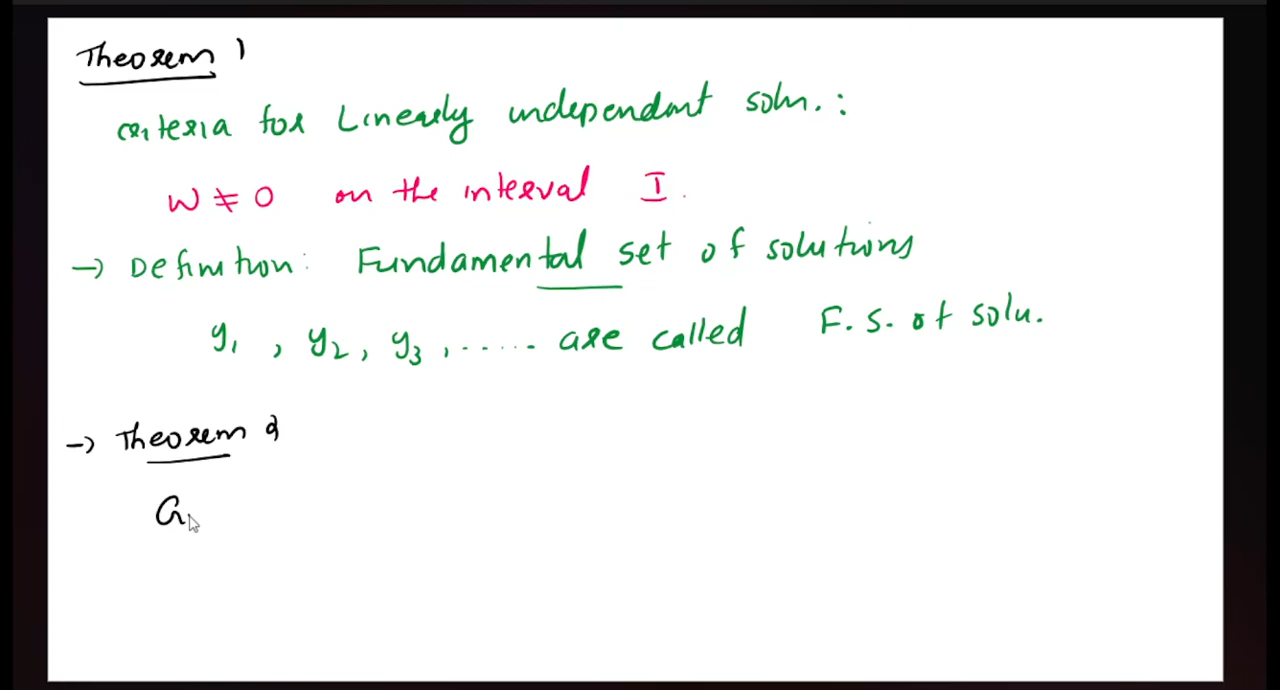 Theorem 1
criteria for Linearly independent soln. :
W ≠ 0 on the interval I.
→ Definition: Fundamental set of solutions
y₁, y₂, y₃, ..... are called F.S. of solu.
→ Theorem 2
G